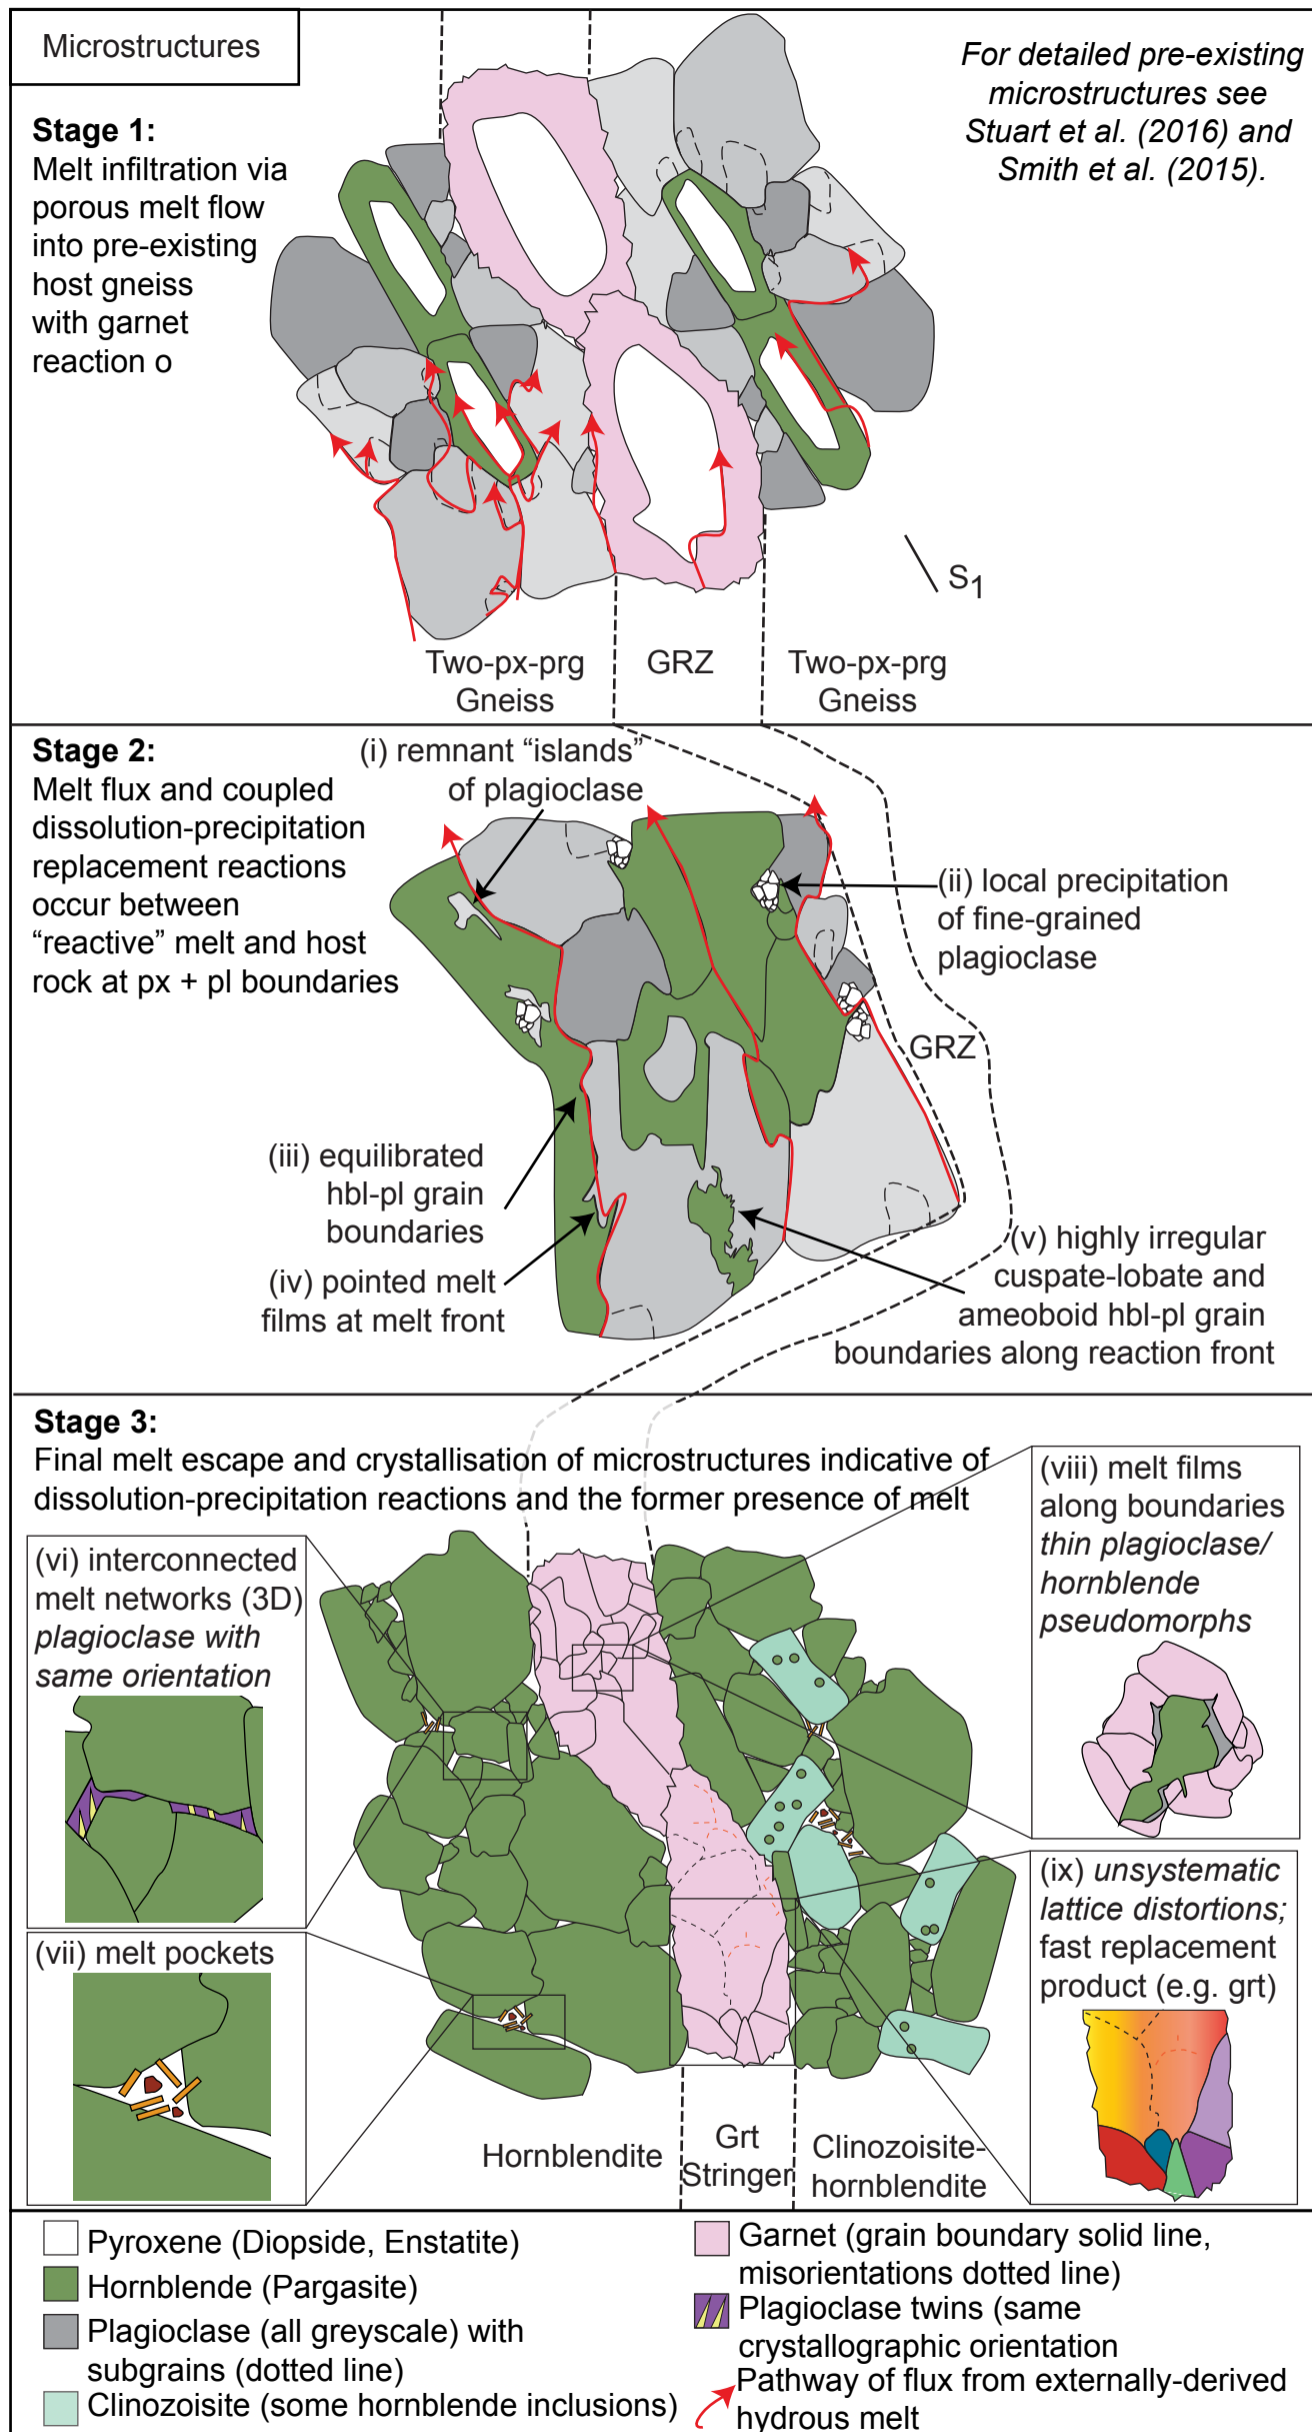 Microstructures
For detailed pre-existing
microstructures see
Stuart et al. (2016) and
Smith et al. (2015).
Stage 1:
Melt infiltration via
porous melt flow
into pre-existing
host gneiss
with garnet
reaction o
S1
Two-px-prg
Gneiss
GRZ
Two-px-prg
Gneiss
Stage 2:
Melt flux and coupled
dissolution-precipitation
replacement reactions
occur between
“reactive” melt and host
rock at px + pl boundaries
(i) remnant “islands”
of plagioclase
(ii) local precipitation
of fine-grained
plagioclase
GRZ
(iii) equilibrated
hbl-pl grain
boundaries
(iv) pointed melt
films at melt front
(v) highly irregular
cuspate-lobate and
ameoboid hbl-pl grain
boundaries along reaction front
Stage 3:
Final melt escape and crystallisation of microstructures indicative of
dissolution-precipitation reactions and the former presence of melt
(vi) interconnected
melt networks (3D)
plagioclase with
same orientation
(vii) melt pockets
(viii) melt films
along boundaries
thin plagioclase/
hornblende
pseudomorphs
(ix) unsystematic
lattice distortions;
fast replacement
product (e.g. grt)
Hornblendite
Grt
Stringer
Clinozoisite-
hornblendite
Pyroxene (Diopside, Enstatite)
Hornblende (Pargasite)
Plagioclase (all greyscale) with
subgrains (dotted line)
Clinozoisite (some hornblende inclusions)
Garnet (grain boundary solid line,
misorientations dotted line)
Plagioclase twins (same
crystallographic orientation
Pathway of flux from externally-derived
hydrous melt